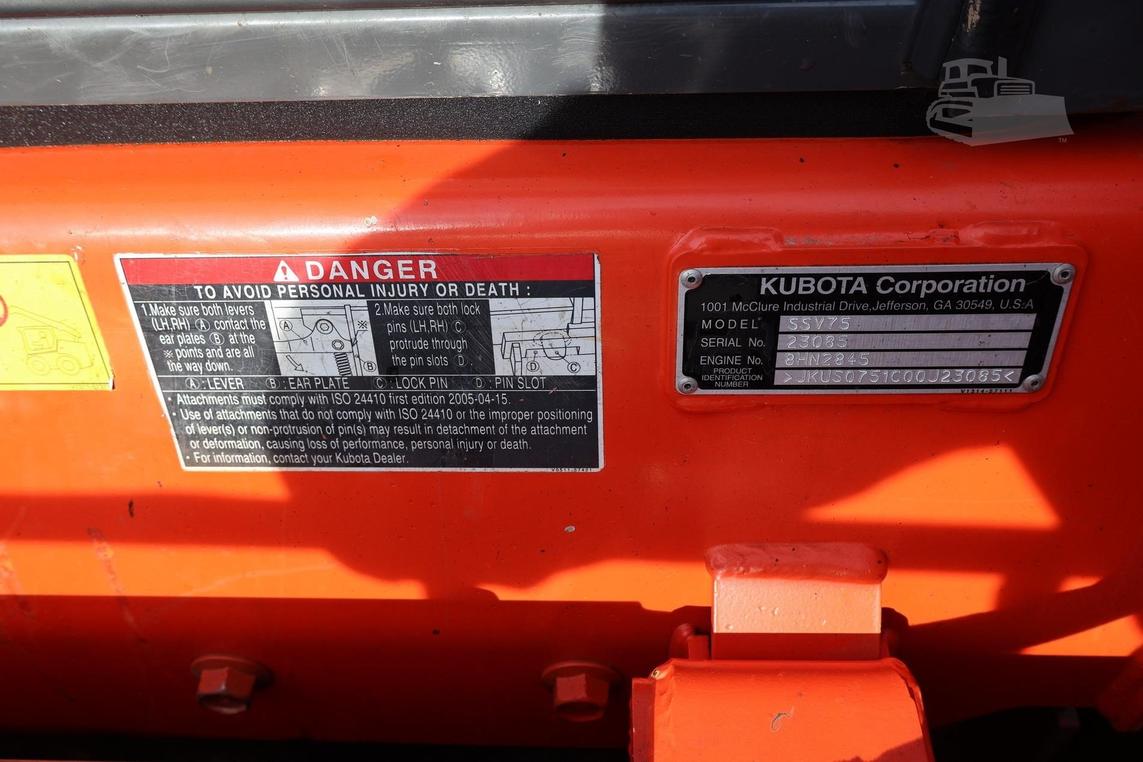 DANGER
TO AVOID PERSONAL INJURY OR DEATH :
1.Make sure both levers
(LH,RH) Ⓐ contact the
ear plates Ⓑ at the
※ points and are all
the way down.
Ⓐ
※
Ⓑ
2.Make sure both lock
pins (LH,RH) Ⓒ
protrude through
the pin slots Ⓓ.
Ⓓ Ⓒ
Ⓐ : LEVER Ⓑ : EAR PLATE Ⓒ : LOCK PIN Ⓓ : PIN SLOT
・Attachments must comply with ISO 24410 first edition 2005-04-15.
・Use of attachments that do not comply with ISO 24410 or the improper positioning
of lever(s) or non-protrusion of pin(s) may result in detachment of the attachment
or deformation, causing loss of performance, personal injury or death.
・For information, contact your Kubota Dealer.
KUBOTA Corporation
1001 McClure Industrial Drive,Jefferson, GA 30549, U.S.A
MODEL SSV75
SERIAL No. 23085
ENGINE No. 8HN2845
PRODUCT IDENTIFICATION NUMBER >JKUS0751C00J23085<
TM